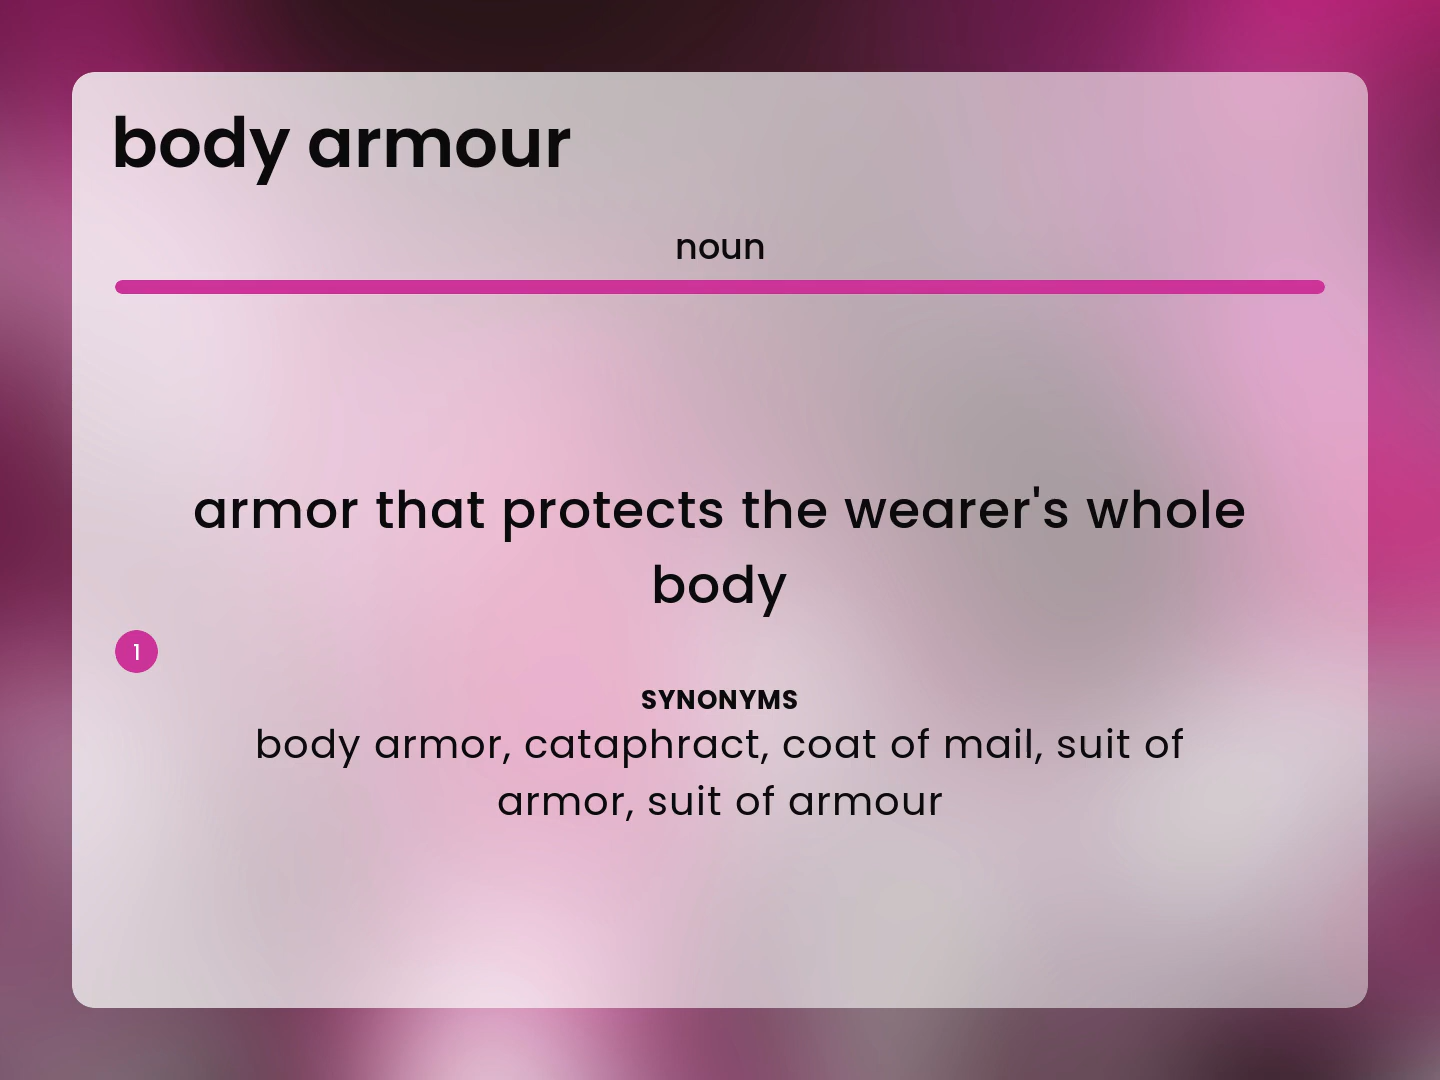 body armour
noun
armor that protects the wearer's whole
body
1
SYNONYMS
body armor, cataphract, coat of mail, suit of
armor, suit of armour